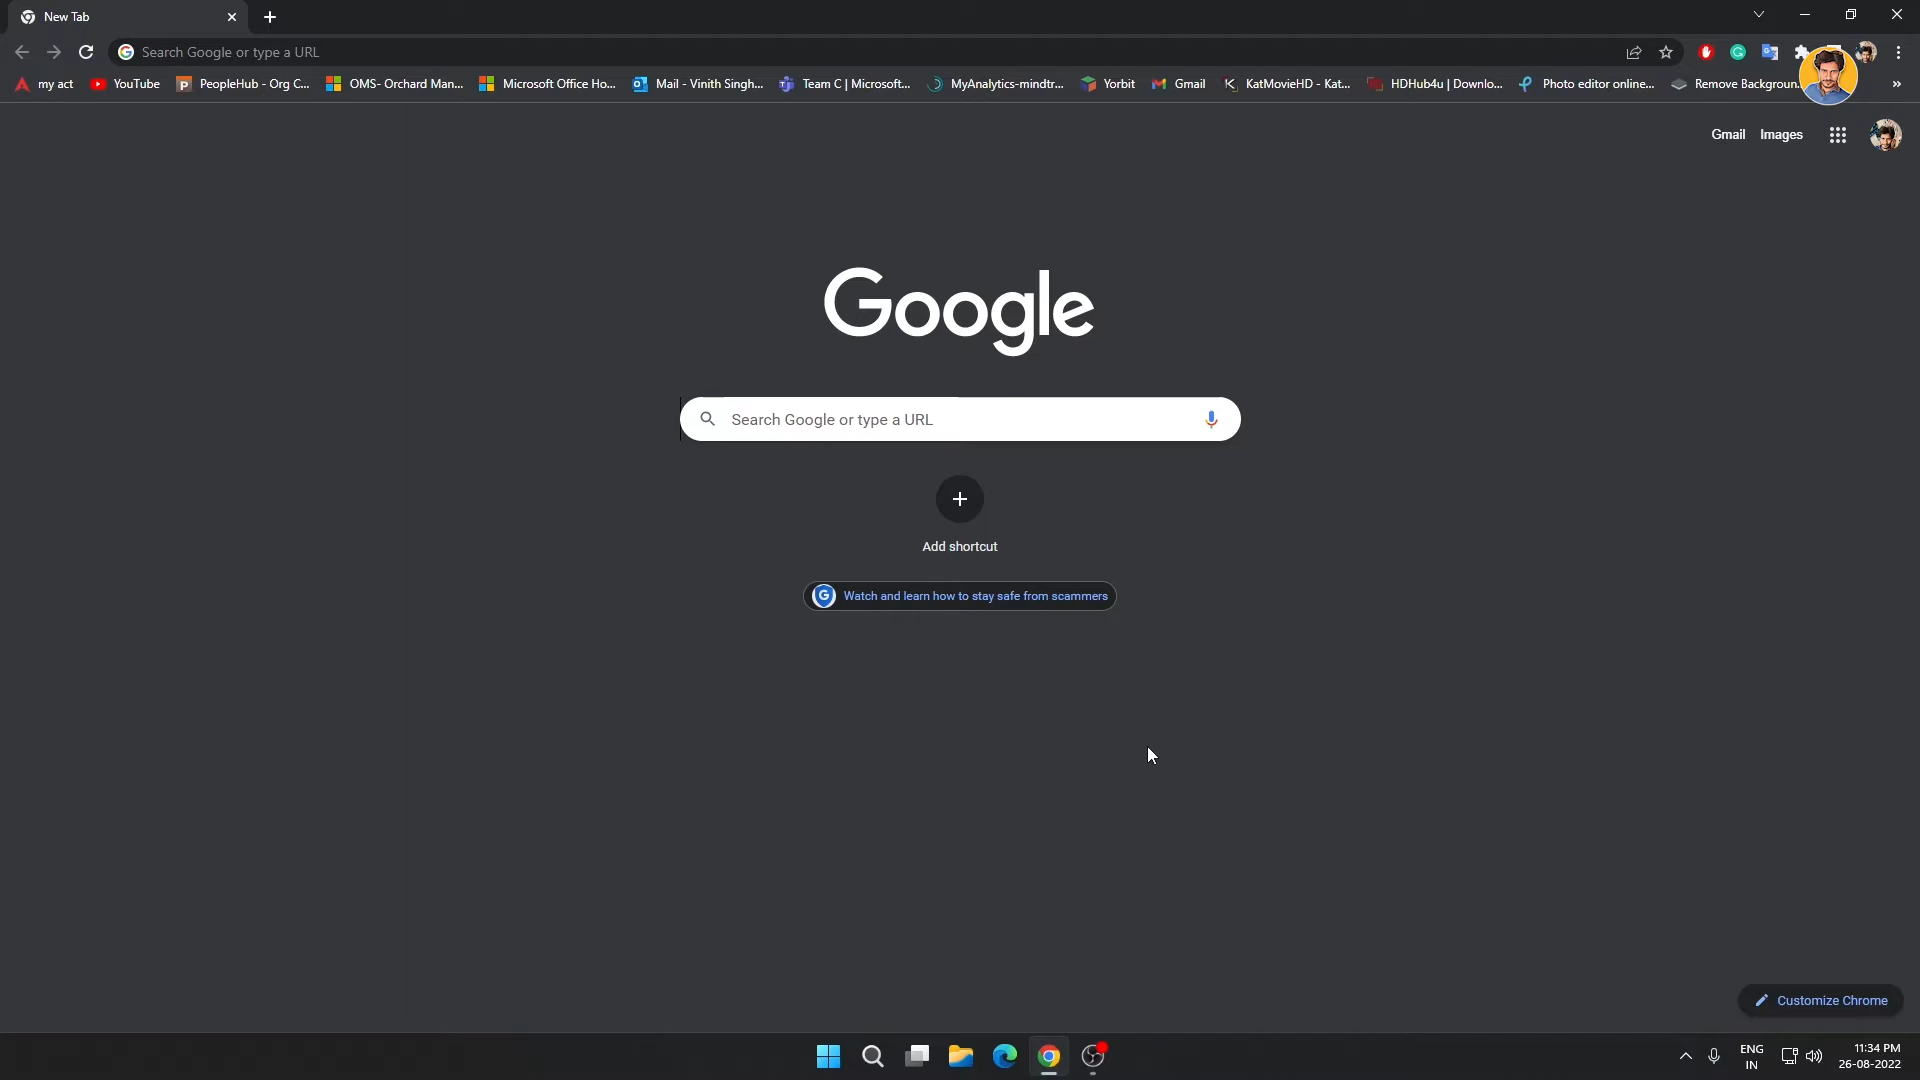 New Tab
Search Google or type a URL
my act YouTube PeopleHub - Org C... OMS- Orchard Man... Microsoft Office Ho... Mail - Vinith Singh... Team C | Microsoft... MyAnalytics-mindtr... Yorbit Gmail KatMovieHD - Kat... HDHub4u | Downlo... Photo editor online... Remove Backgroun... »
Gmail Images
Google
Search Google or type a URL
Add shortcut
Watch and learn how to stay safe from scammers
Customize Chrome
ENG
IN
11:34 PM
26-08-2022